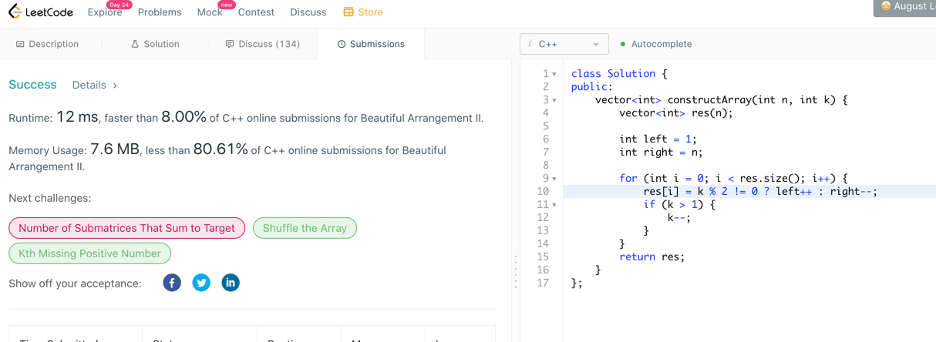 LeetCode Explore Day 24 Problems Mock new Contest Discuss Store August L
Description Solution Discuss (134) Submissions i C++ Autocomplete
Success Details >
Runtime: 12 ms, faster than 8.00% of C++ online submissions for Beautiful Arrangement II.
Memory Usage: 7.6 MB, less than 80.61% of C++ online submissions for Beautiful
Arrangement II.
Next challenges:
Number of Submatrices That Sum to Target Shuffle the Array
Kth Missing Positive Number
Show off your acceptance:
1 class Solution {
2 public:
3 vector<int> constructArray(int n, int k) {
4 vector<int> res(n);
5
6 int left = 1;
7 int right = n;
8
9 for (int i = 0; i < res.size(); i++) {
10 res[i] = k % 2 != 0 ? left++ : right--;
11 if (k > 1) {
12 k--;
13 }
14 }
15 return res;
16 }
17 };